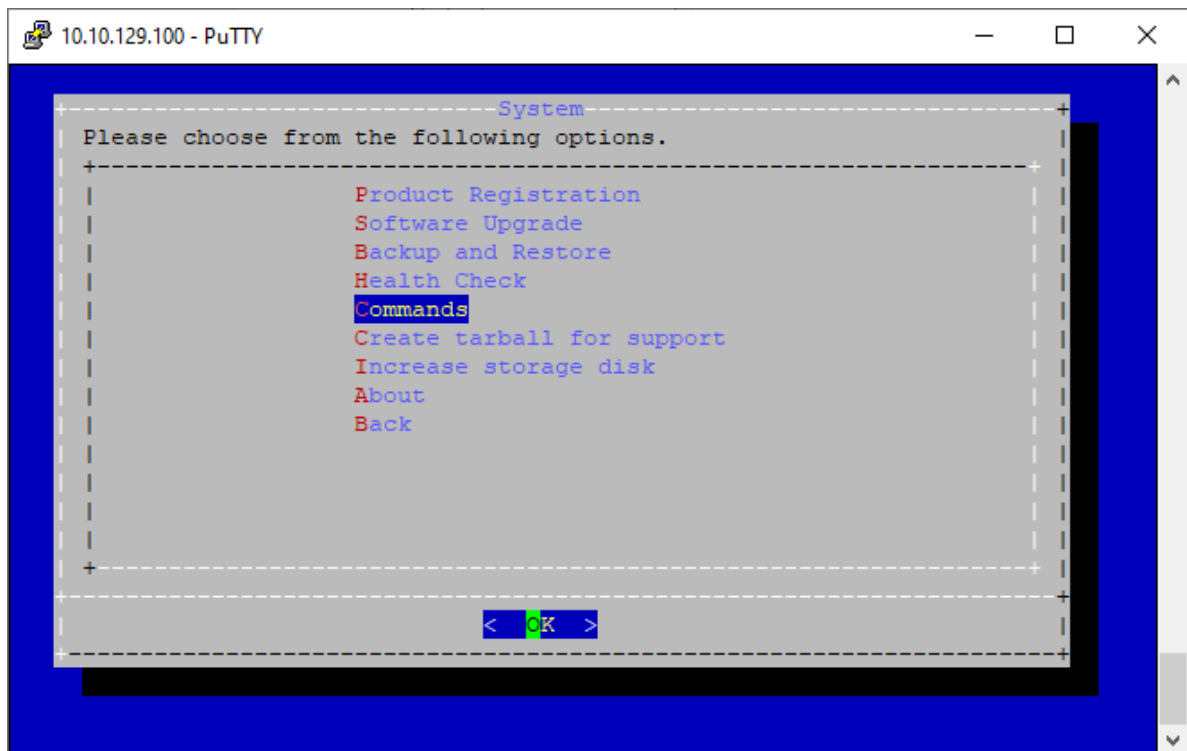 10.10.129.100 - PuTTY
System
Please choose from the following options.
Product Registration
Software Upgrade
Backup and Restore
Health Check
Commands
Create tarball for support
Increase storage disk
About
Back
< OK >